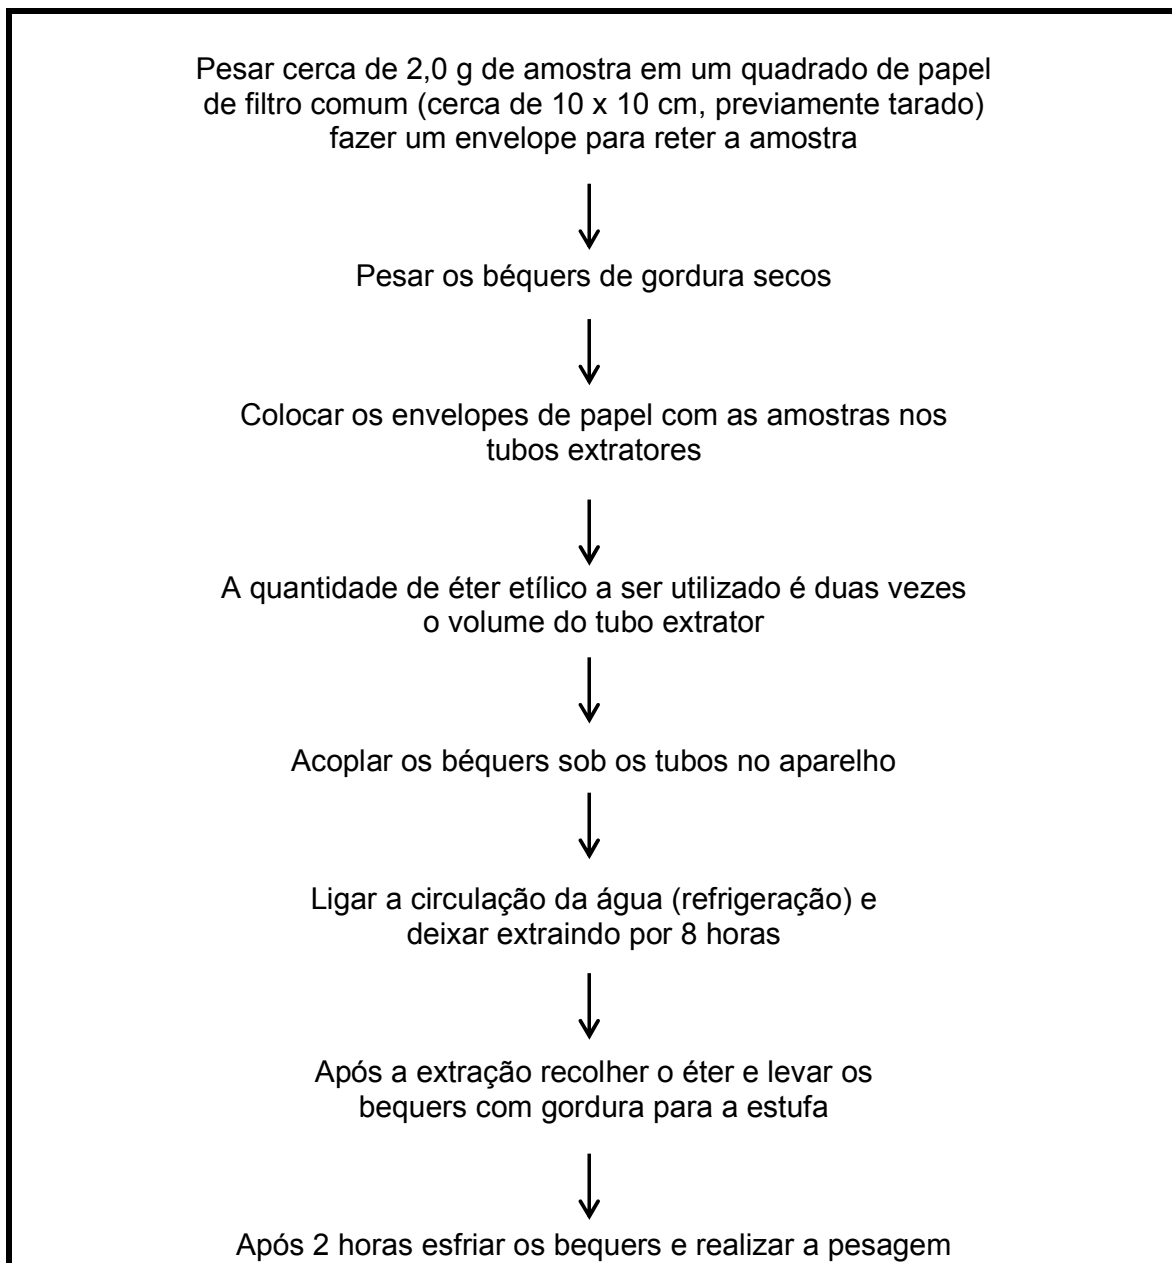 Pesar cerca de 2,0 g de amostra em um quadrado de papel
de filtro comum (cerca de 10 x 10 cm, previamente tarado)
fazer um envelope para reter a amostra
Pesar os béquers de gordura secos
Colocar os envelopes de papel com as amostras nos
tubos extratores
A quantidade de éter etílico a ser utilizado é duas vezes
o volume do tubo extrator
Acoplar os béquers sob os tubos no aparelho
Ligar a circulação da água (refrigeração) e
deixar extraindo por 8 horas
Após a extração recolher o éter e levar os
bequers com gordura para a estufa
Após 2 horas esfriar os bequers e realizar a pesagem